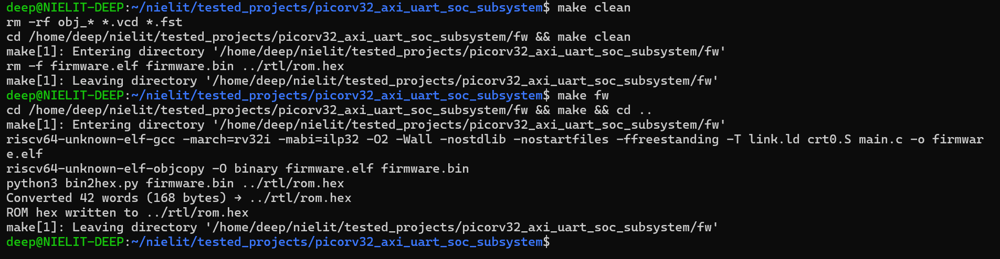 deep@NIELIT-DEEP:~/nielit/tested_projects/picorv32_axi_uart_soc_subsystem$ make clean
rm -rf obj_* *.vcd *.fst
cd /home/deep/nielit/tested_projects/picorv32_axi_uart_soc_subsystem/fw && make clean
make[1]: Entering directory '/home/deep/nielit/tested_projects/picorv32_axi_uart_soc_subsystem/fw'
rm -f firmware.elf firmware.bin ../rtl/rom.hex
make[1]: Leaving directory '/home/deep/nielit/tested_projects/picorv32_axi_uart_soc_subsystem/fw'
deep@NIELIT-DEEP:~/nielit/tested_projects/picorv32_axi_uart_soc_subsystem$ make fw
cd /home/deep/nielit/tested_projects/picorv32_axi_uart_soc_subsystem/fw && make && cd ..
make[1]: Entering directory '/home/deep/nielit/tested_projects/picorv32_axi_uart_soc_subsystem/fw'
riscv64-unknown-elf-gcc -march=rv32i -mabi=ilp32 -O2 -Wall -nostdlib -nostartfiles -ffreestanding -T link.ld crt0.S main.c -o firmwar
e.elf
riscv64-unknown-elf-objcopy -O binary firmware.elf firmware.bin
python3 bin2hex.py firmware.bin ../rtl/rom.hex
Converted 42 words (168 bytes) → ../rtl/rom.hex
ROM hex written to ../rtl/rom.hex
make[1]: Leaving directory '/home/deep/nielit/tested_projects/picorv32_axi_uart_soc_subsystem/fw'
deep@NIELIT-DEEP:~/nielit/tested_projects/picorv32_axi_uart_soc_subsystem$